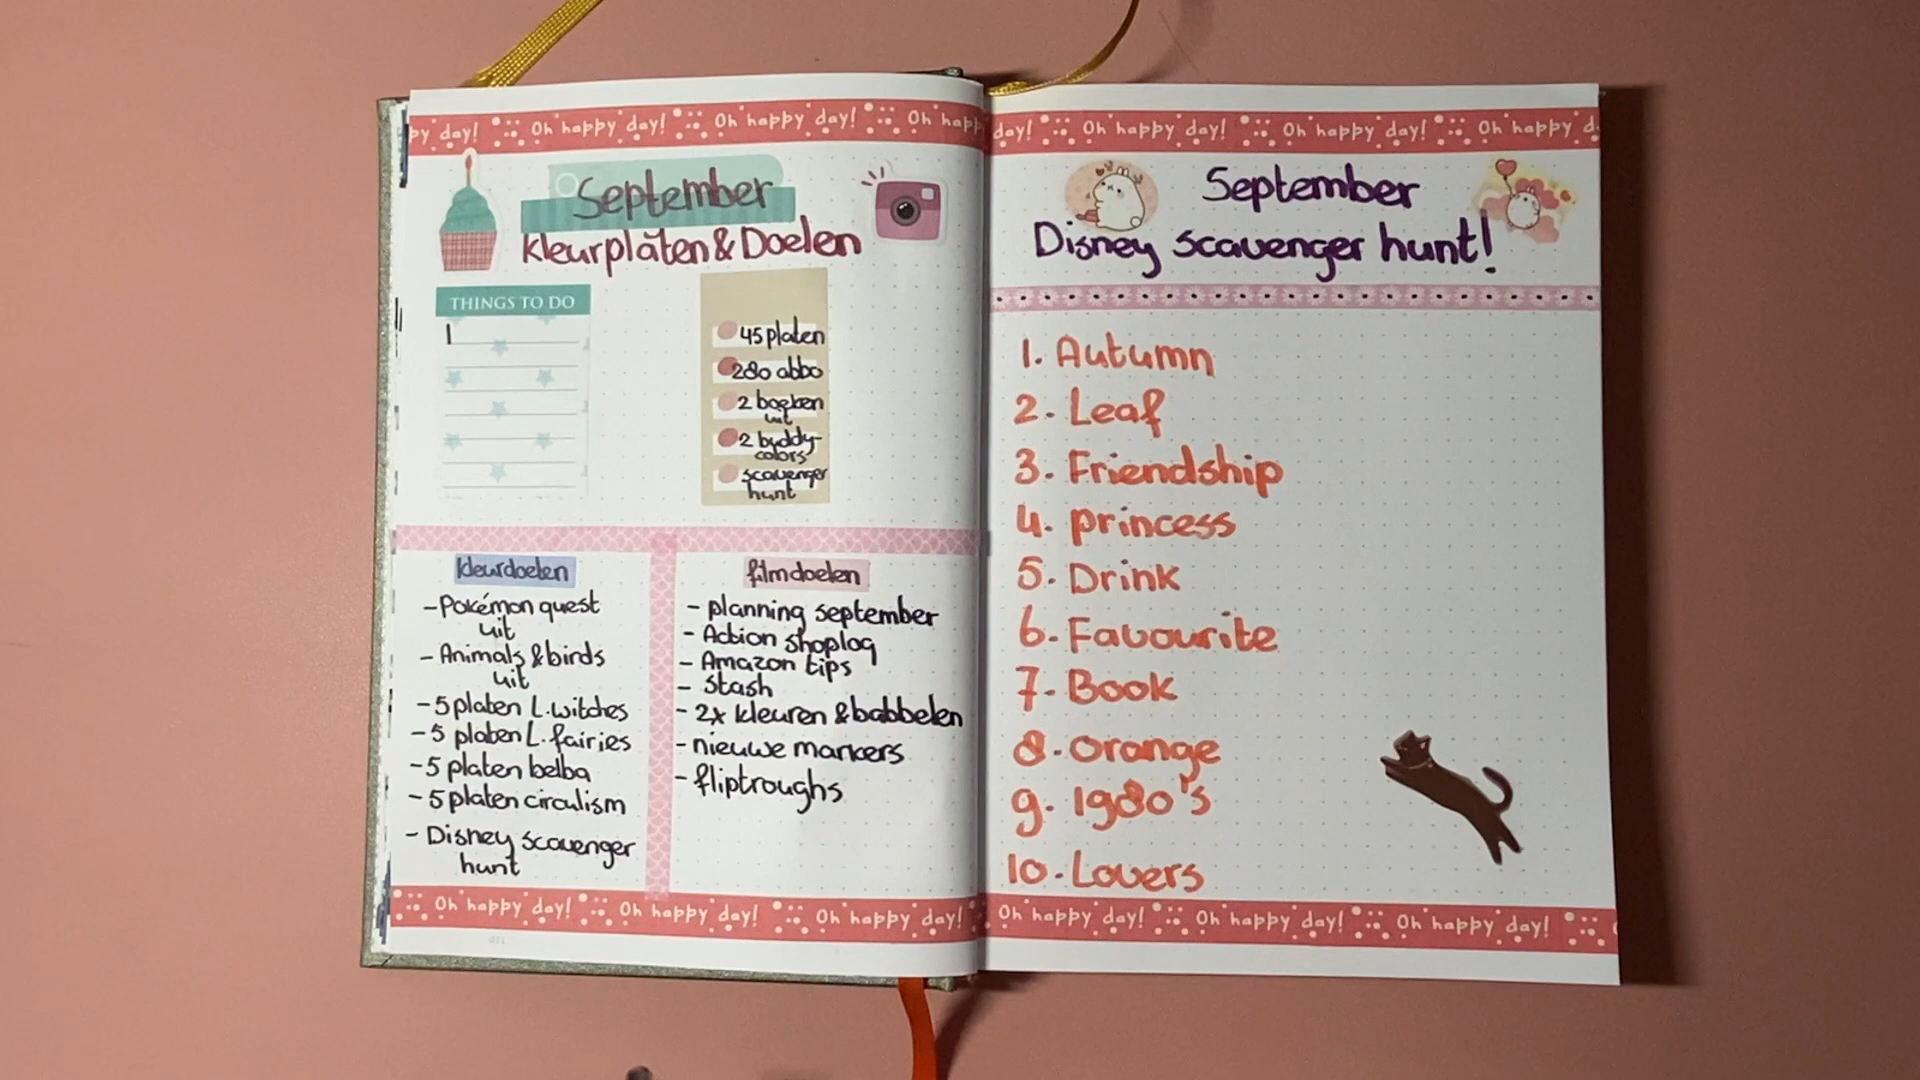 py day! Oh happy day! Oh happy day! Oh happy
September
kleurplaten & Doelen
THINGS TO DO
1
45 platen
280 abbo
2 boeken
uit
2 buddy-
colors
scavenger
hunt
kleurdoelen
- Pokémon quest
uit
- Animals & birds
uit
- 5 platen L. witches
- 5 platen L. fairies
- 5 platen belba
- 5 platen circulism
- Disney scavenger
hunt
filmdoelen
- planning september
- Action shoplog
- Amazon tips
- Stash
- 2x kleuren & babbelen
- nieuwe markers
- fliptroughs
Oh happy day! Oh happy day! Oh happy day!
day! Oh happy day! Oh happy day! Oh happy d
September
Disney scavenger hunt!
1. Autumn
2. Leaf
3. Friendship
4. princess
5. Drink
6. Favourite
7. Book
8. orange
9. 1980's
10. Lovers
Oh happy day! Oh happy day! Oh happy day!